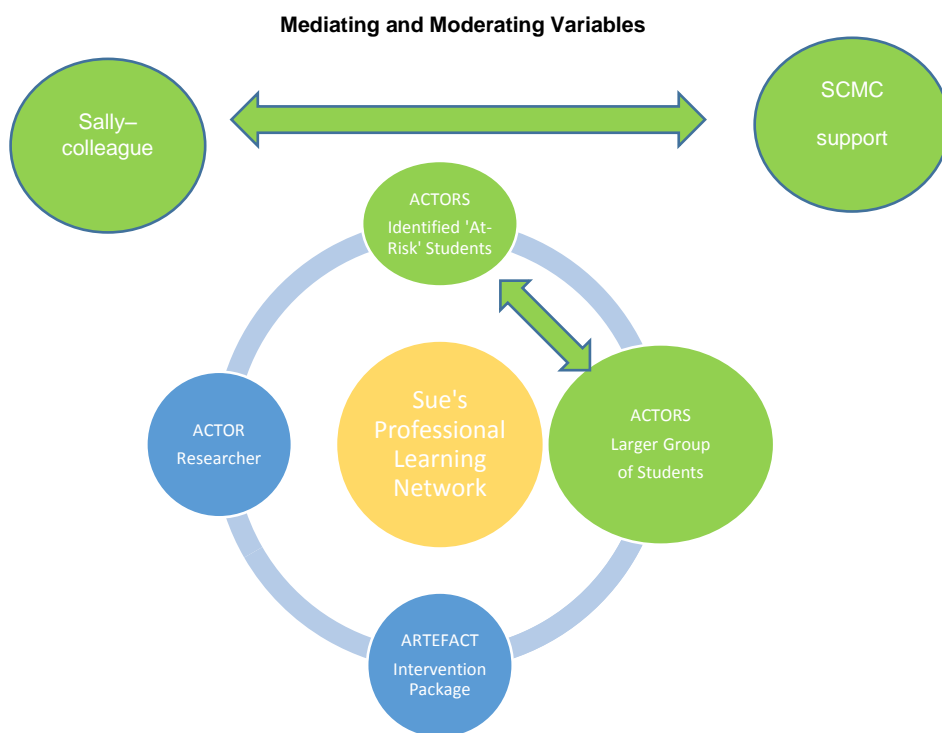 Mediating and Moderating Variables
Sally–
colleague
SCMC
support
ACTORS
Identified 'At-
Risk' Students
Sue's
Professional
Learning
Network
ACTOR
Researcher
ACTORS
Larger Group
of Students
ARTEFACT
Intervention
Package